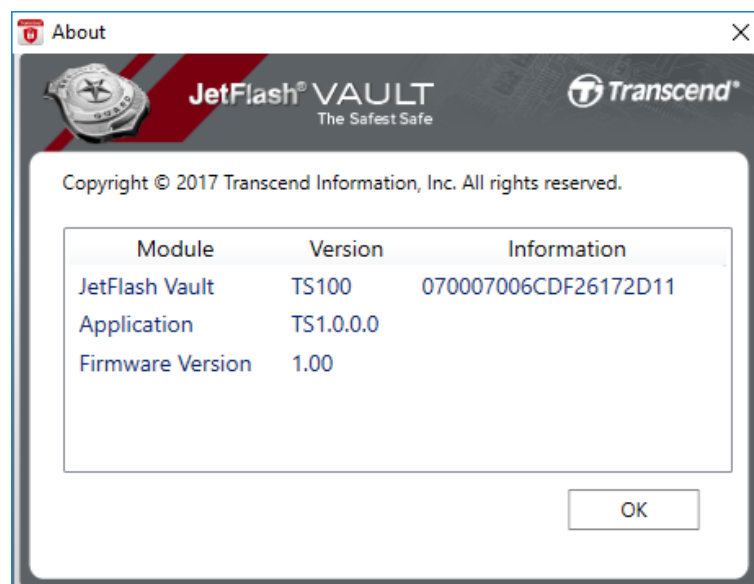 About
JetFlash® VAULT
The Safest Safe
Transcend®
GUARD
Copyright © 2017 Transcend Information, Inc. All rights reserved.
Module Version Information
JetFlash Vault TS100 070007006CDF26172D11
Application TS1.0.0.0
Firmware Version 1.00
OK